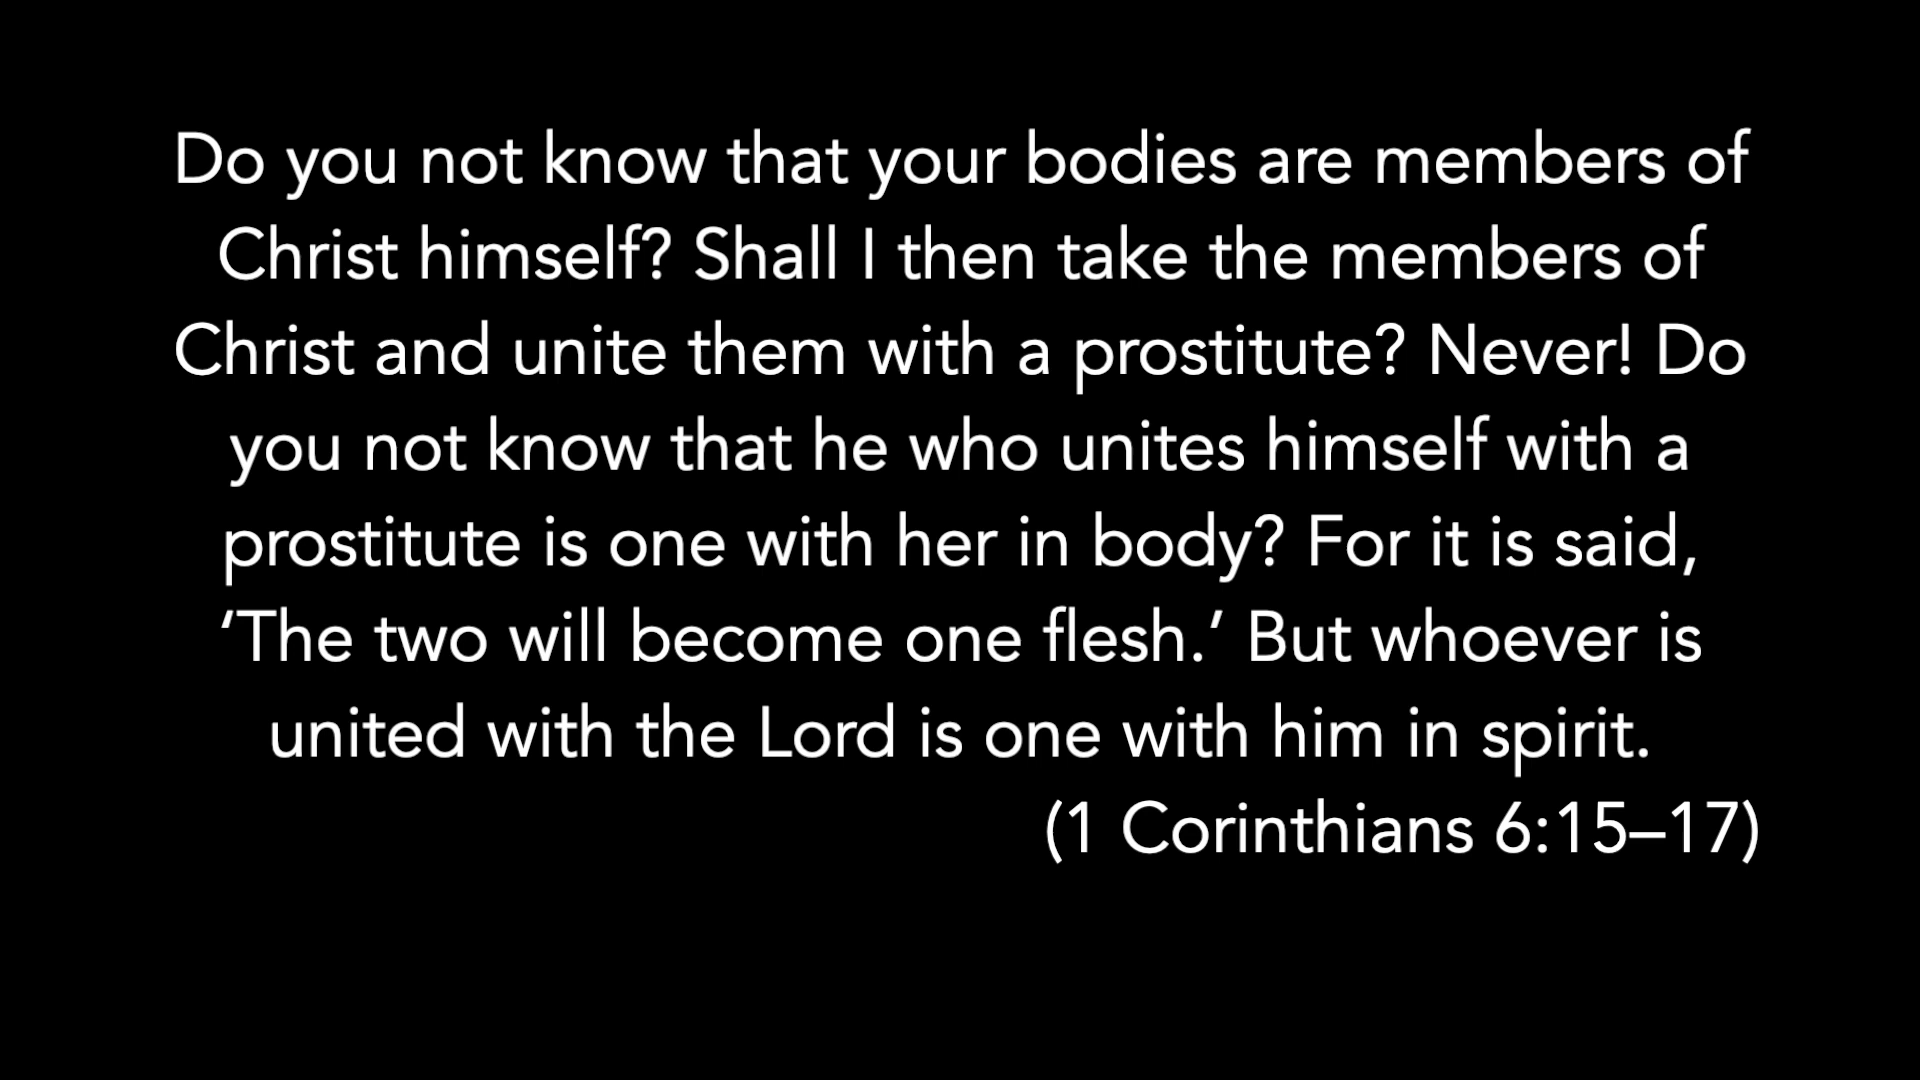 Do you not know that your bodies are members of
Christ himself? Shall I then take the members of
Christ and unite them with a prostitute? Never! Do
you not know that he who unites himself with a
prostitute is one with her in body? For it is said,
‘The two will become one flesh.’ But whoever is
united with the Lord is one with him in spirit.
(1 Corinthians 6:15–17)